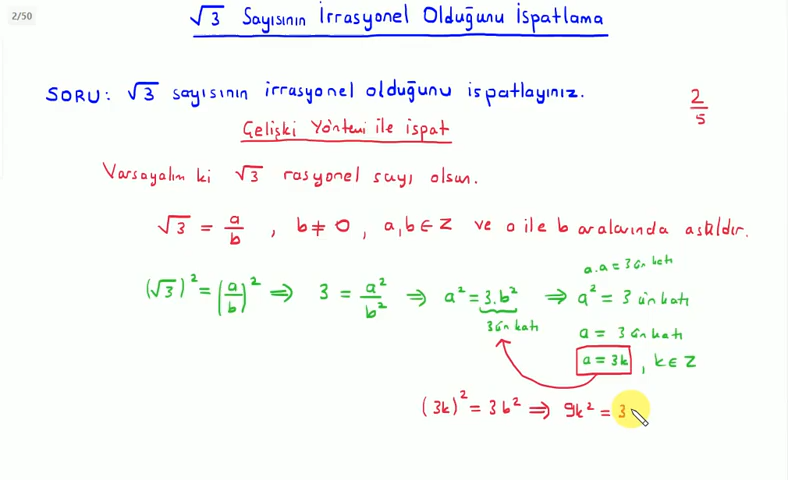 2/50
√3 Sayısının İrrasyonel Olduğunu İspatlama
SORU: √3 sayısının irrasyonel olduğunu ispatlayınız.
2/5
Çelişki Yöntemi ile ispat
Varsayalım ki √3 rasyonel sayı olsun.
√3 = a/b , b ≠ 0 , a,b ∈ Z ve a ile b aralarında asaldır.
a.a = 3 ün katı
(√3)² = (a/b)² ⟹ 3 = a²/b² ⟹ a² = 3.b² ⟹ a² = 3 ün katı
3 ün katı
a = 3 ün katı
a = 3k , k ∈ Z
(3k)² = 3b² ⟹ 9k² = 3